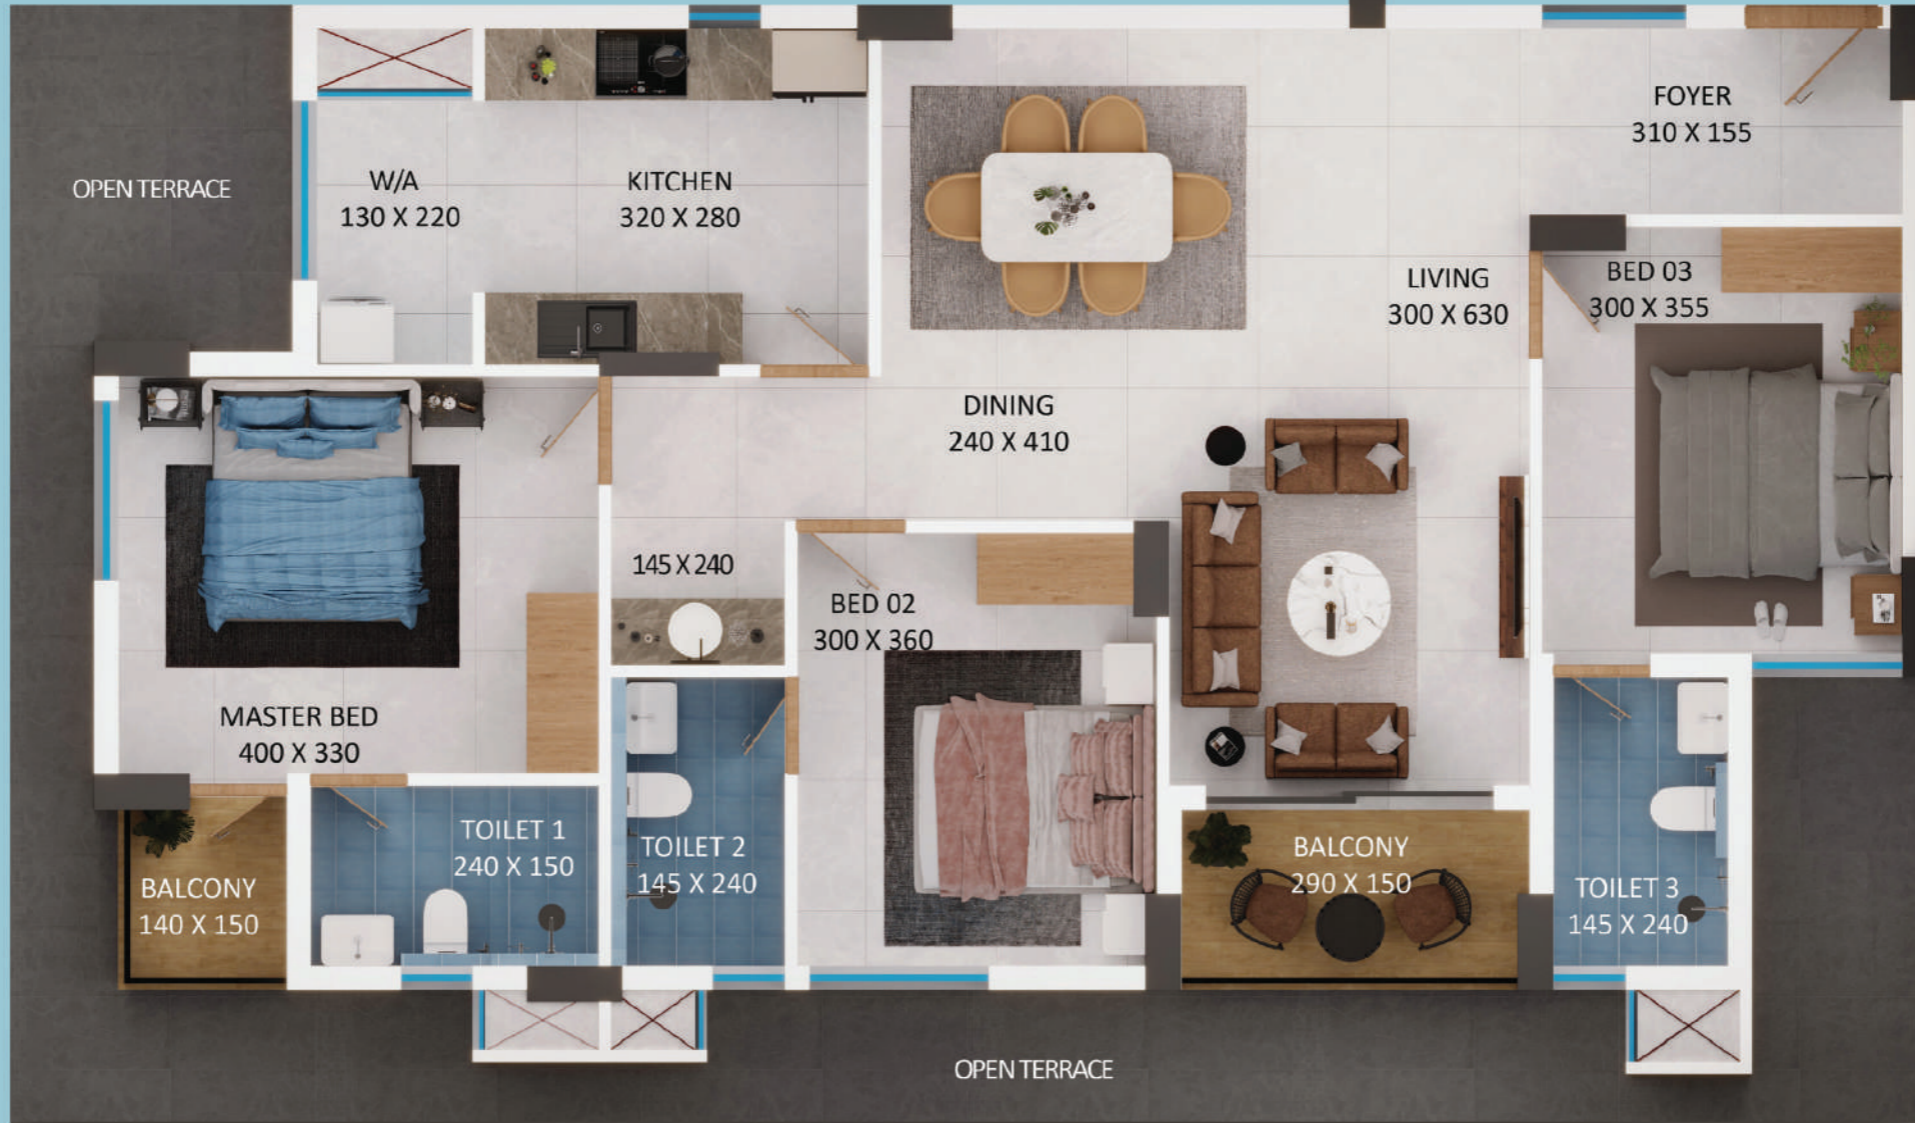 FOYER
310 X 155
OPEN TERRACE
W/A
130 X 220
KITCHEN
320 X 280
LIVING
300 X 630
BED 03
300 X 355
DINING
240 X 410
145 X 240
BED 02
300 X 360
MASTER BED
400 X 330
TOILET 1
240 X 150
TOILET 2
145 X 240
BALCONY
290 X 150
BALCONY
140 X 150
TOILET 3
145 X 240
OPEN TERRACE